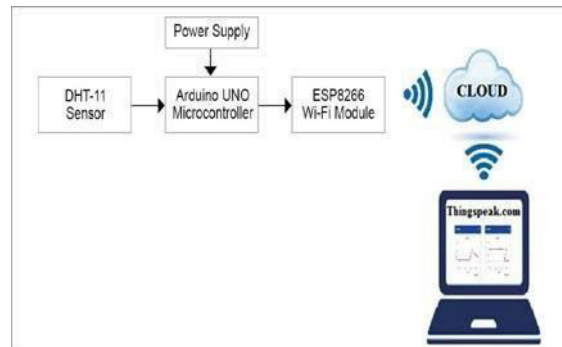 Power Supply
DHT-11
Sensor
Arduino UNO
Microcontroller
ESP8266
Wi-Fi Module
CLOUD
Thingspeak.com